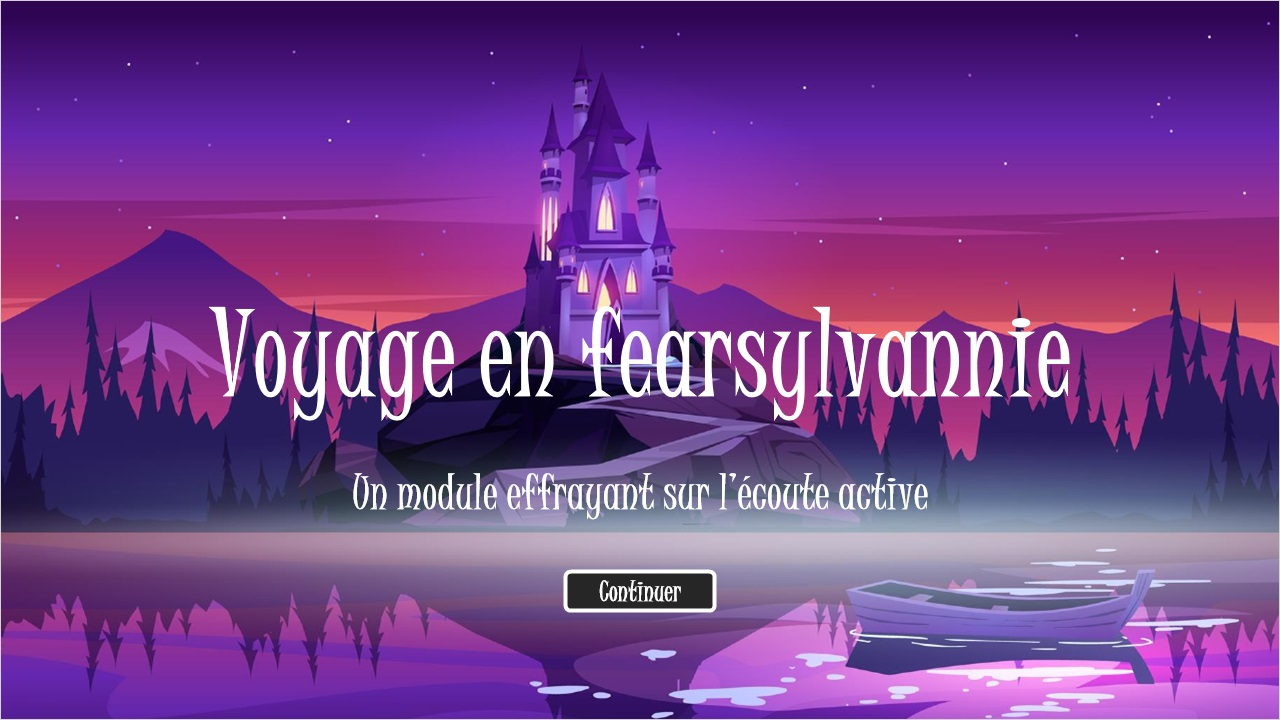 Voyage en Fearsylvannie
Un module effrayant sur l'écoute active
Continuer